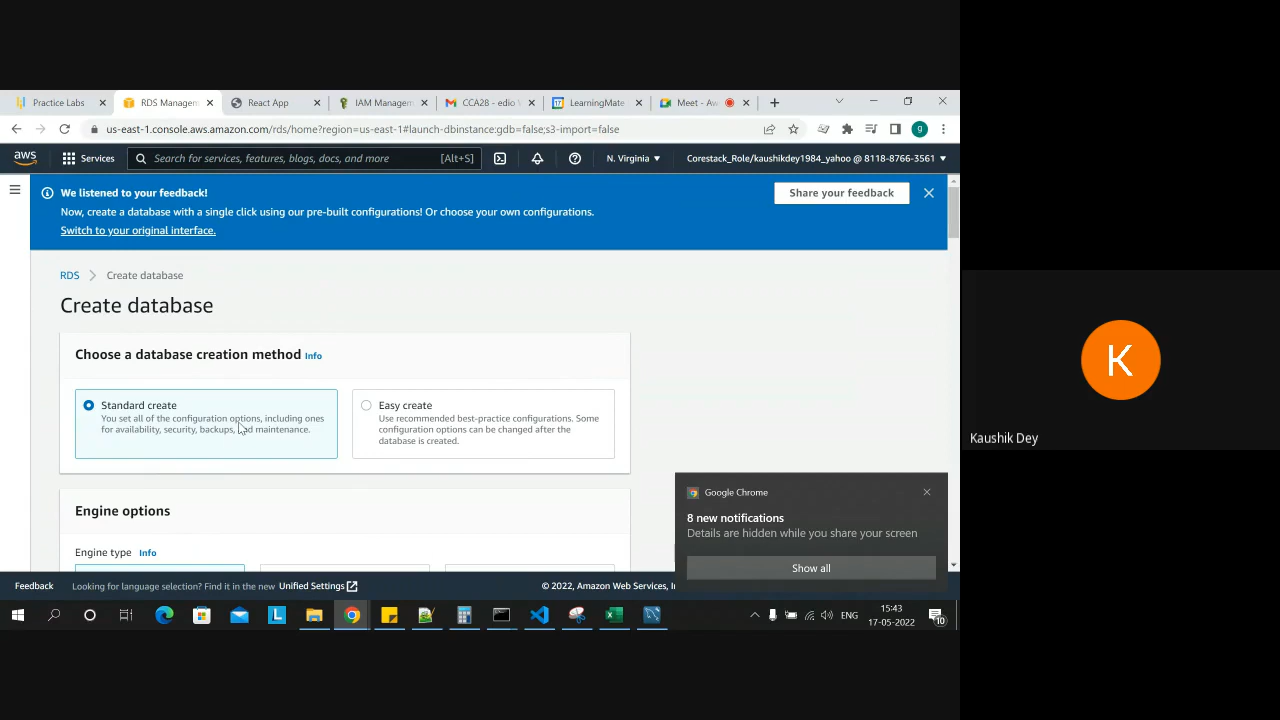 Practice Labs
RDS Managem
React App
IAM Managem
CCA28 - edio
LearningMate
Meet - Aw
us-east-1.console.aws.amazon.com/rds/home?region=us-east-1#launch-dbinstance:gdb=false;s3-import=false
g
aws
Services
Search for services, features, blogs, docs, and more
[Alt+S]
N. Virginia
Corestack_Role/kaushikdey1984_yahoo @ 8118-8766-3561
We listened to your feedback!
Now, create a database with a single click using our pre-built configurations! Or choose your own configurations.
Switch to your original interface.
Share your feedback
RDS
Create database
Create database
Choose a database creation method Info
Standard create
You set all of the configuration options, including ones
for availability, security, backups, and maintenance.
Easy create
Use recommended best-practice configurations. Some
configuration options can be changed after the
database is created.
Engine options
Engine type Info
Google Chrome
8 new notifications
Details are hidden while you share your screen
Show all
Feedback
Looking for language selection? Find it in the new Unified Settings
© 2022, Amazon Web Services, I
ENG
15:43
17-05-2022
10
K
Kaushik Dey